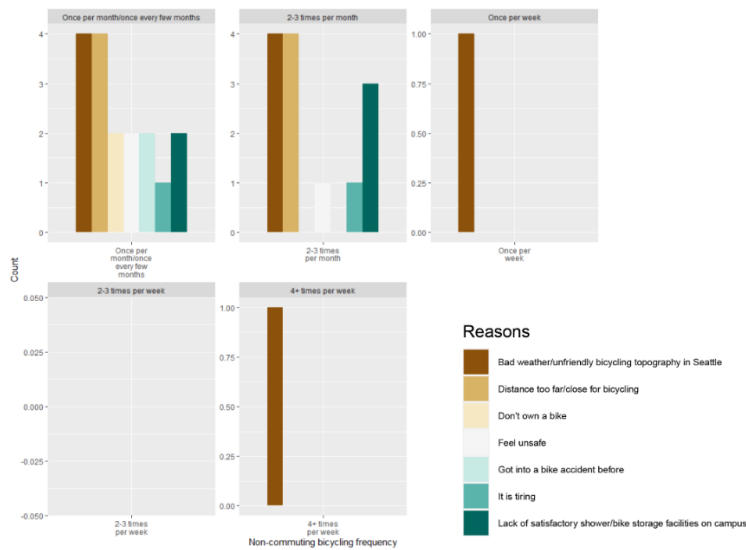 Once per month/once every few months
2-3 times per month
Once per week
4
3
2
1
0
4
3
2
1
0
1.00
0.75
0.50
0.25
0.00
Once per
month/once
every few
months
2-3 times
per month
Once per
week
Count
2-3 times per week
4+ times per week
0.050
0.025
0.000
-0.025
-0.050
1.00
0.75
0.50
0.25
0.00
2-3 times
per week
4+ times
per week
Non-commuting bicycling frequency
Reasons
Bad weather/unfriendly bicycling topography in Seattle
Distance too far/close for bicycling
Don't own a bike
Feel unsafe
Got into a bike accident before
It is tiring
Lack of satisfactory shower/bike storage facilities on campus